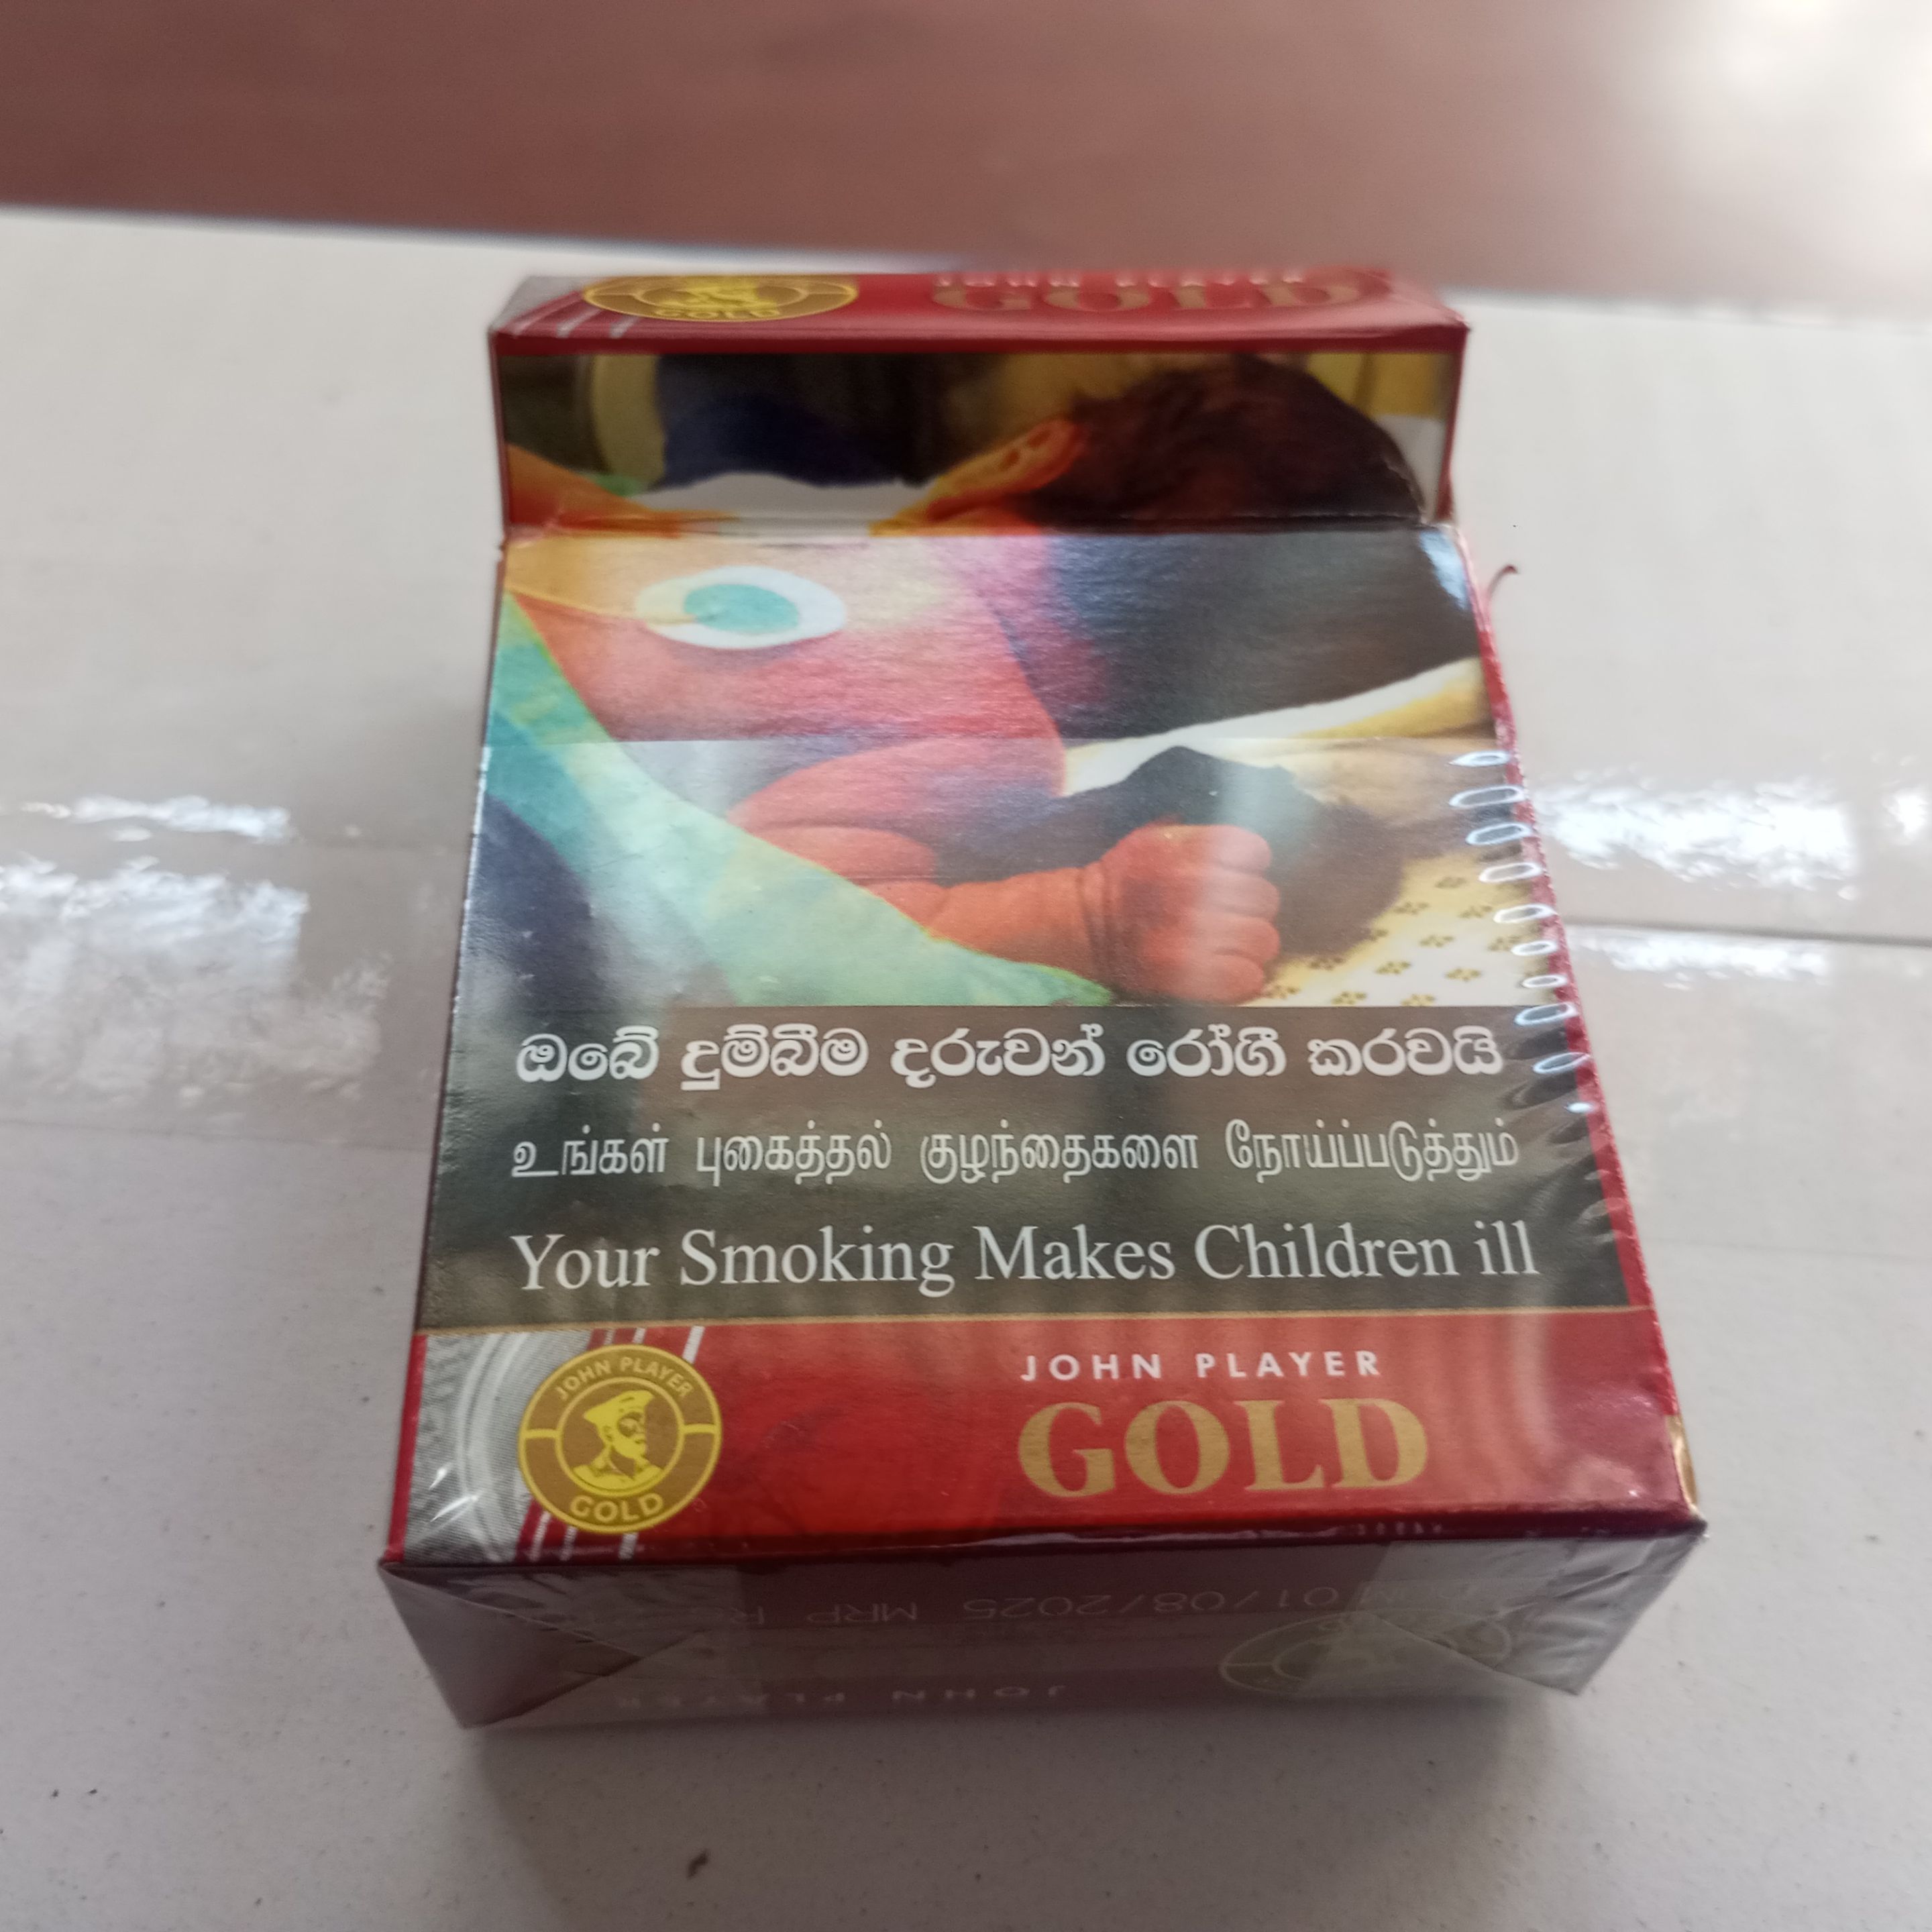 GOLD
JOHN PLAYER
GOLD
ඔබේ දුම්බීම දරුවන් රෝගී කරවයි
உங்கள் புகைத்தல் குழந்தைகளை நோய்ப்படுத்தும்
Your Smoking Makes Children ill
JOHN PLAYER
GOLD
JOHN PLAYER
GOLD
01/08/2025 MRP
JOHN PLAYER